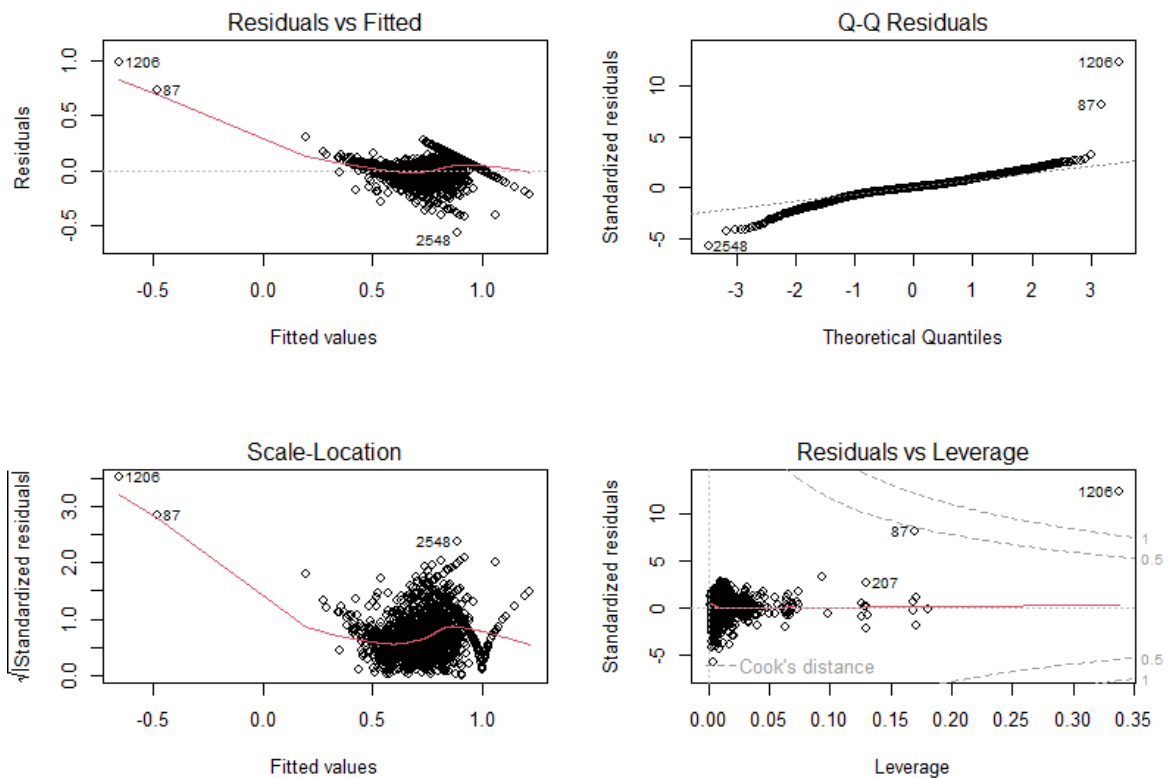 Residuals vs Fitted
Residuals
1.0
0.5
0.0
-0.5
1206
87
2548
-0.5 0.0 0.5 1.0
Fitted values
Q-Q Residuals
Standardized residuals
10
5
0
-5
1206
87
2548
-3 -2 -1 0 1 2 3
Theoretical Quantiles
Scale-Location
√|Standardized residuals|
3.0
2.0
1.0
0.0
1206
87
2548
-0.5 0.0 0.5 1.0
Fitted values
Residuals vs Leverage
Standardized residuals
10
5
0
-5
1206
87
207
1
0.5
0.5
1
Cook's distance
0.00 0.05 0.10 0.15 0.20 0.25 0.30 0.35
Leverage